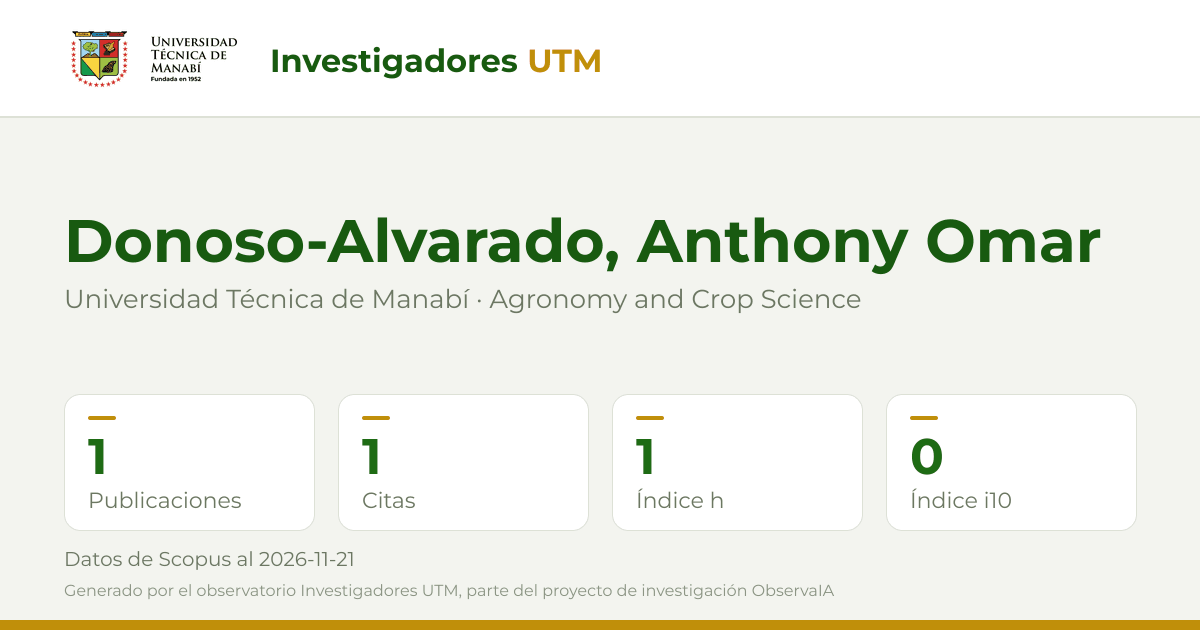 UNIVERSIDAD
TÉCNICA DE
MANABÍ
Fundada en 1952
Investigadores UTM
Donoso-Alvarado, Anthony Omar
Universidad Técnica de Manabí · Agronomy and Crop Science
1
Publicaciones
1
Citas
1
Índice h
0
Índice i10
Datos de Scopus al 2026-11-21
Generado por el observatorio Investigadores UTM, parte del proyecto de investigación ObservaIA